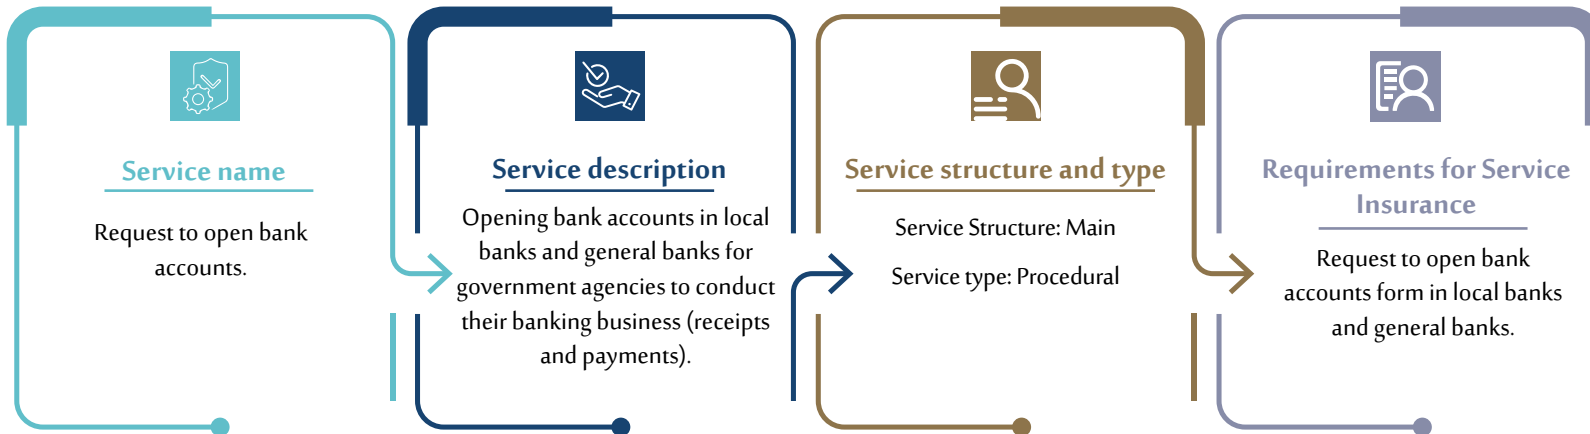 Service name
Request to open bank
accounts.
Service description
Opening bank accounts in local
banks and general banks for
government agencies to conduct
their banking business (receipts
and payments).
Service structure and type
Service Structure: Main
Service type: Procedural
Requirements for Service
Insurance
Request to open bank
accounts form in local banks
and general banks.